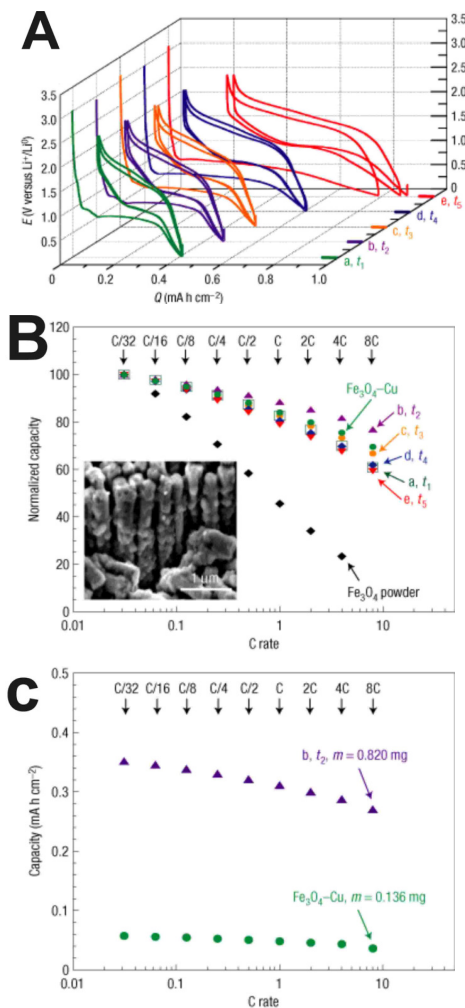 A
3.5
3.0
2.5
2.0
1.5
1.0
0.5
0
3.5
3.0
2.5
2.0
1.5
1.0
0.5
E (V versus Li⁺/Li⁰)
e, t₅
d, t₄
c, t₃
b, t₂
a, t₁
0 0.2 0.4 0.6 0.8 1.0
Q (mA h cm⁻²)
B
120
100
80
60
40
20
0
Normalized capacity
C/32 C/16 C/8 C/4 C/2 C 2C 4C 8C
Fe₃O₄–Cu
b, t₂
c, t₃
d, t₄
a, t₁
e, t₅
1 μm
Fe₃O₄ powder
0.01 0.1 1 10
C rate
C
0.5
0.4
0.3
0.2
0.1
0
Capacity (mA h cm⁻²)
C/32 C/16 C/8 C/4 C/2 C 2C 4C 8C
b, t₂, m = 0.820 mg
Fe₃O₄–Cu, m = 0.136 mg
0.01 0.1 1 10
C rate